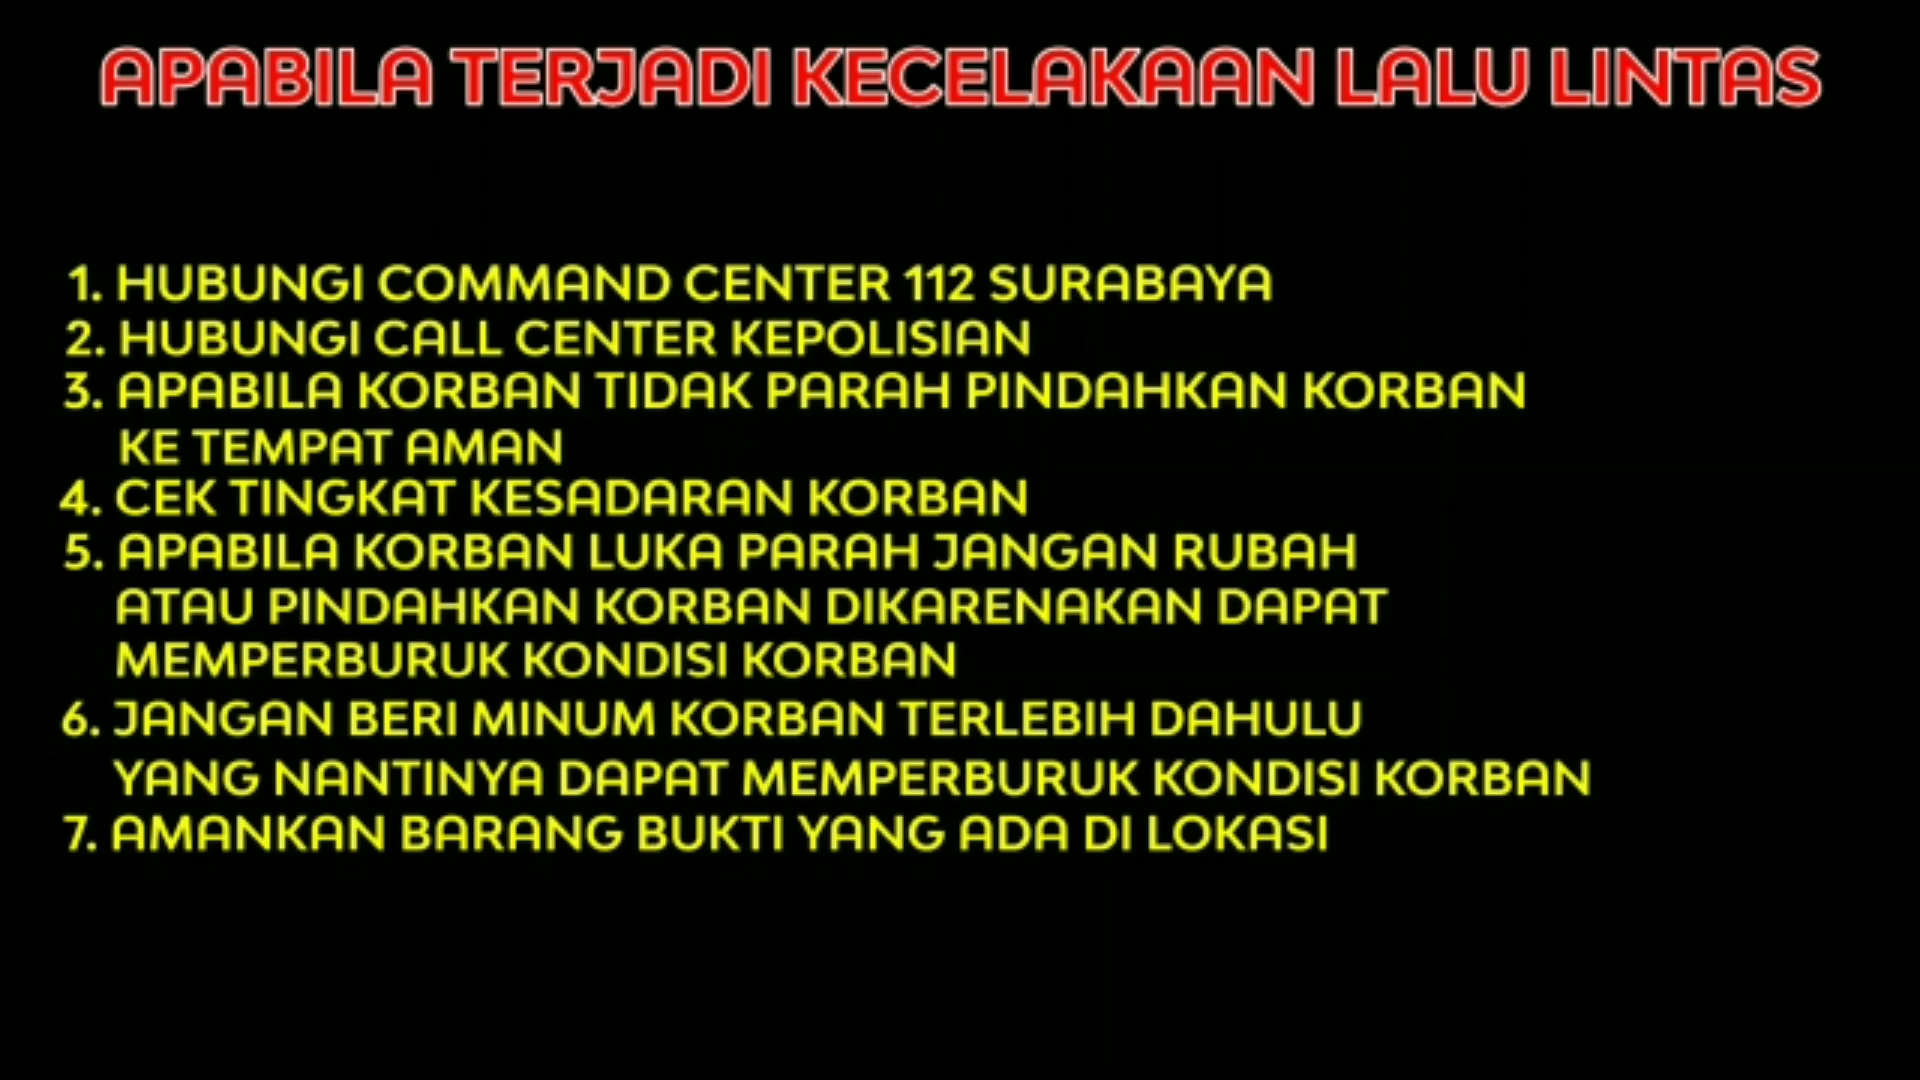 APABILA TERJADI KECELAKAAN LALU LINTAS
1. HUBUNGI COMMAND CENTER 112 SURABAYA
2. HUBUNGI CALL CENTER KEPOLISIAN
3. APABILA KORBAN TIDAK PARAH PINDAHKAN KORBAN
KE TEMPAT AMAN
4. CEK TINGKAT KESADARAN KORBAN
5. APABILA KORBAN LUKA PARAH JANGAN RUBAH
ATAU PINDAHKAN KORBAN DIKARENAKAN DAPAT
MEMPERBURUK KONDISI KORBAN
6. JANGAN BERI MINUM KORBAN TERLEBIH DAHULU
YANG NANTINYA DAPAT MEMPERBURUK KONDISI KORBAN
7. AMANKAN BARANG BUKTI YANG ADA DI LOKASI